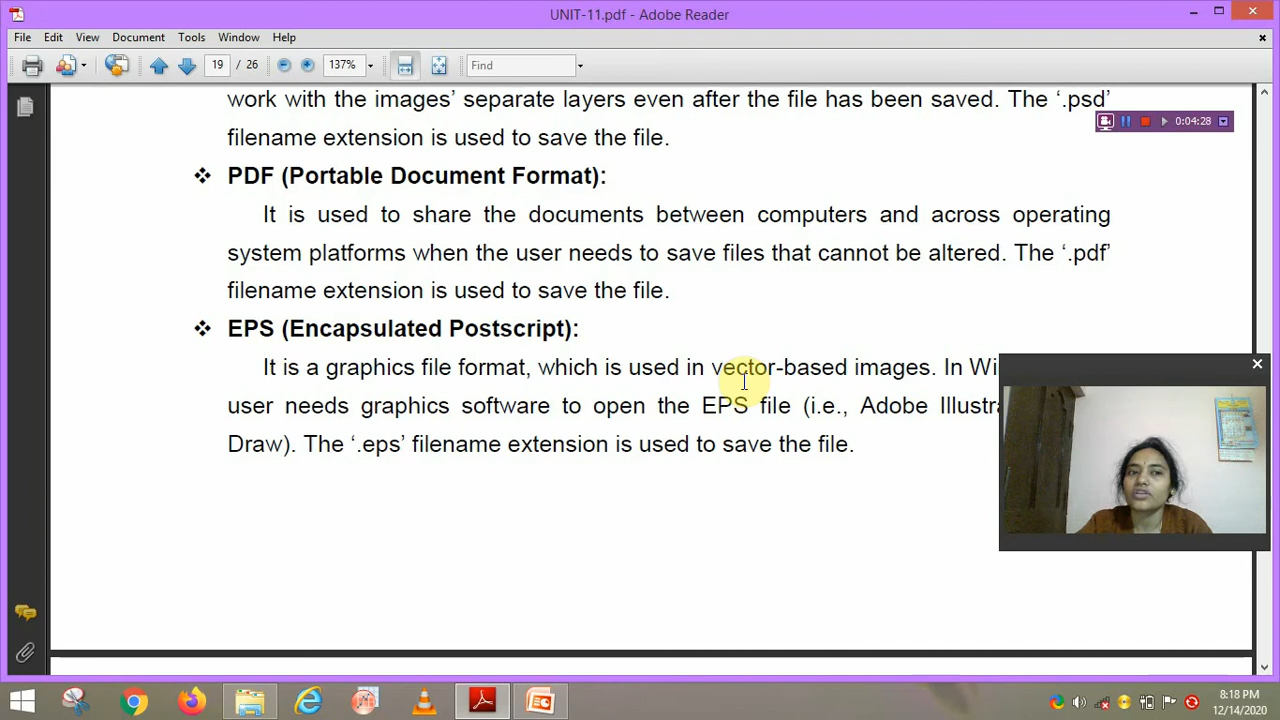 UNIT-11.pdf - Adobe Reader
File Edit View Document Tools Window Help
19 / 26 137% Find
work with the images’ separate layers even after the file has been saved. The ‘.psd’
filename extension is used to save the file.
0:04:28
❖ PDF (Portable Document Format):
It is used to share the documents between computers and across operating
system platforms when the user needs to save files that cannot be altered. The ‘.pdf’
filename extension is used to save the file.
❖ EPS (Encapsulated Postscript):
It is a graphics file format, which is used in vector-based images. In Wi
user needs graphics software to open the EPS file (i.e., Adobe Illustra
Draw). The ‘.eps’ filename extension is used to save the file.
8:18 PM
12/14/2020